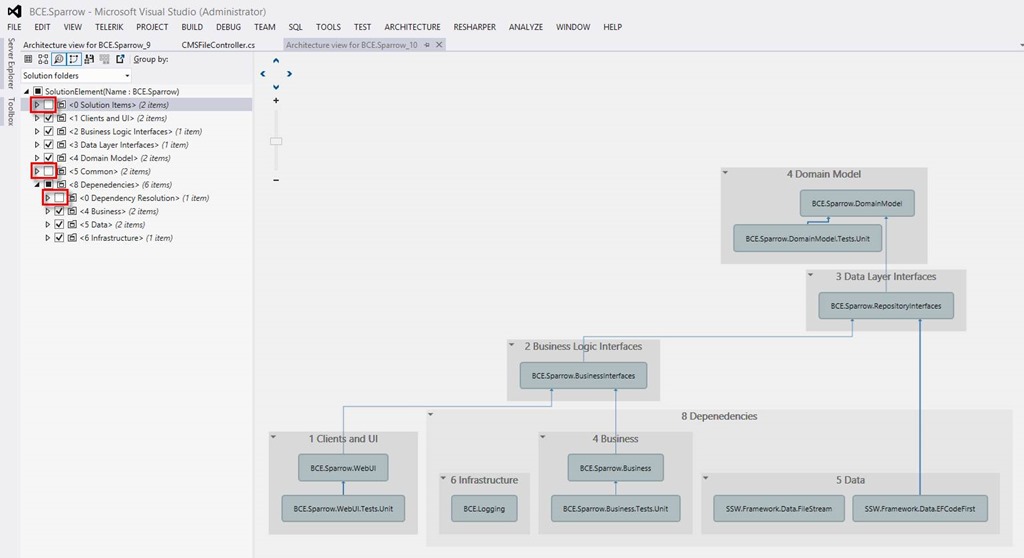 BCE.Sparrow - Microsoft Visual Studio (Administrator)
FILE EDIT VIEW TELERIK PROJECT BUILD DEBUG TEAM SQL TOOLS TEST ARCHITECTURE RESHARPER ANALYZE WINDOW HELP
Server Explorer
Toolbox
Architecture view for BCE.Sparrow_9 CMSFileController.cs Architecture view for BCE.Sparrow_10
Group by:
Solution folders
SolutionElement(Name : BCE.Sparrow)
<0 Solution Items> (2 items)
<1 Clients and UI> (2 items)
<2 Business Logic Interfaces> (1 item)
<3 Data Layer Interfaces> (1 item)
<4 Domain Model> (2 items)
<5 Common> (2 items)
<8 Depenedencies> (6 items)
<0 Dependency Resolution> (1 item)
<4 Business> (2 items)
<5 Data> (2 items)
<6 Infrastructure> (1 item)
4 Domain Model
BCE.Sparrow.DomainModel
BCE.Sparrow.DomainModel.Tests.Unit
3 Data Layer Interfaces
BCE.Sparrow.RepositoryInterfaces
2 Business Logic Interfaces
BCE.Sparrow.BusinessInterfaces
8 Depenedencies
1 Clients and UI
BCE.Sparrow.WebUI
BCE.Sparrow.WebUI.Tests.Unit
6 Infrastructure
BCE.Logging
4 Business
BCE.Sparrow.Business
BCE.Sparrow.Business.Tests.Unit
5 Data
SSW.Framework.Data.FileStream
SSW.Framework.Data.EFCodeFirst